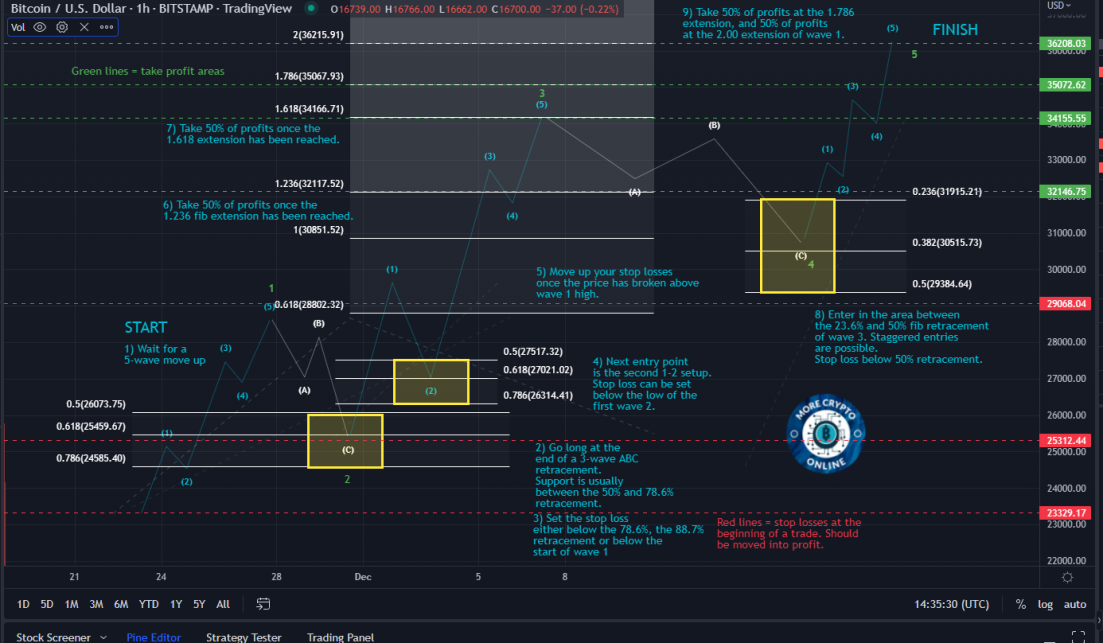 Bitcoin / U.S. Dollar · 1h · BITSTAMP · TradingView O16739.00 H16766.00 L16662.00 C16700.00 −37.00 (−0.22%) USD
Vol
9) Take 50% of profits at the 1.786
extension, and 50% of profits
at the 2.00 extension of wave 1.
(5)
FINISH
2(36215.91)
36208.03
36000.00
5
Green lines = take profit areas
1.786(35067.93)
35072.62
3
(5)
(3)
1.618(34166.71)
34155.55
34000.00
7) Take 50% of profits once the
1.618 extension has been reached.
(B)
(4)
(3)
(1)
33000.00
1.236(32117.52)
(A)
(2)
0.236(31915.21)
32146.75
32000.00
6) Take 50% of profits once the
1.236 fib extension has been reached.
(4)
1(30851.52)
31000.00
0.382(30515.73)
(C)
4
(1)
5) Move up your stop losses
once the price has broken above
wave 1 high.
30000.00
0.5(29384.64)
1
(5)
0.618(28802.32)
29068.04
START
(B)
8) Enter in the area between
the 23.6% and 50% fib retracement
of wave 3. Staggered entries
are possible.
Stop loss below 50% retracement.
28000.00
1) Wait for a
5-wave move up
(3)
0.5(27517.32)
0.618(27021.02)
0.786(26314.41)
4) Next entry point
is the second 1-2 setup.
Stop loss can be set
below the low of the
first wave 2.
27000.00
(4)
(A)
(2)
0.5(26073.75)
26000.00
MORE CRYPTO
ONLINE
0.618(25459.67)
(1)
25312.44
25000.00
(C)
0.786(24585.40)
(2)
2
2) Go long at the
end of a 3-wave ABC
retracement.
Support is usually
between the 50% and 78.6%
retracement.
24000.00
3) Set the stop loss
either below the 78.6%, the 88.7%
retracement or below the
start of wave 1
Red lines = stop losses at the
beginning of a trade. Should
be moved into profit.
23329.17
23000.00
22000.00
21 24 28 Dec 5 8
1D 5D 1M 3M 6M YTD 1Y 5Y All 14:35:30 (UTC) % log auto
Stock Screener Pine Editor Strategy Tester Trading Panel